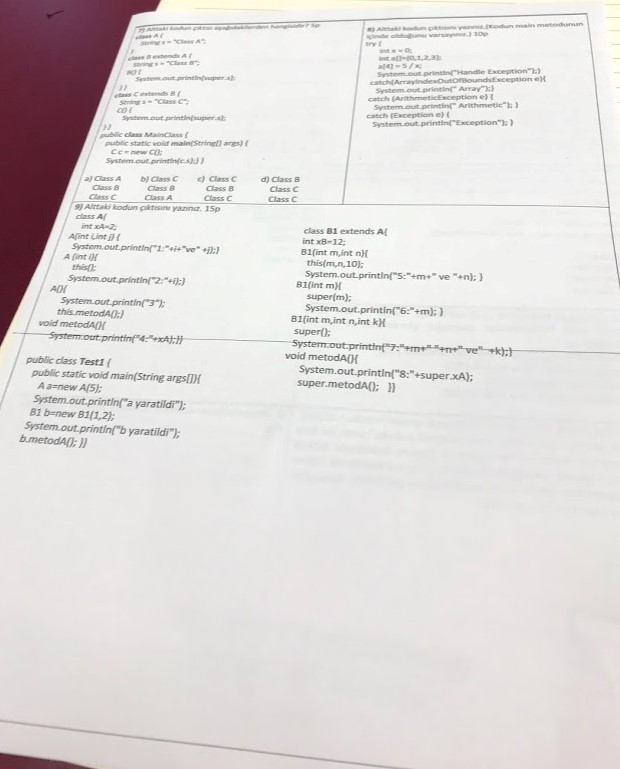 7) Alttaki kodun çıktısı aşağıdakilerden hangisidir? 5p
class A {
String s = "Class A";
}
class B extends A {
String s = "Class B";
B() {
System.out.println(super.s);
}}
class C extends B {
String s = "Class C";
C() {
System.out.println(super.s);
}}
public class MainClass {
public static void main(String[] args) {
C c = new C();
System.out.println(c.s);} }
a) Class A b) Class C c) Class C d) Class B
Class B Class B Class B Class C
Class C Class A Class C Class C
8) Alttaki kodun çıktısını yazınız.(Kodun main metodunun
içinde olduğunu varsayınız.) 10p
try {
int x = 0;
int a[]={0,1,2,3};
a[4] = 5 / x;
System.out.println("Handle Exception");}
catch(ArrayIndexOutOfBoundsException e){
System.out.println(" Array");}
catch (ArithmeticException e) {
System.out.println(" Arithmetic"); }
catch (Exception e) {
System.out.println("Exception"); }
9) Alttaki kodun çıktısını yazınız. 15p
class A{
int xA=2;
A(int i,int j) {
System.out.println("1:"+i+"ve" +j);}
A (int i){
this();
System.out.println("2:"+i);}
A(){
System.out.println("3");
this.metodA();}
void metodA(){
System.out.println("4:"+xA);}}
class B1 extends A{
int xB=12;
B1(int m,int n){
this(m,n,10);
System.out.println("5:"+m+" ve "+n); }
B1(int m){
super(m);
System.out.println("6:"+m); }
B1(int m,int n,int k){
super();
System.out.println("7:"+m+" "+n+" ve" +k);}
void metodA(){
System.out.println("8:"+super.xA);
super.metodA(); }}
public class Test1 {
public static void main(String args[]){
A a=new A(5);
System.out.println("a yaratildi");
B1 b=new B1(1,2);
System.out.println("b yaratildi");
b.metodA(); }}